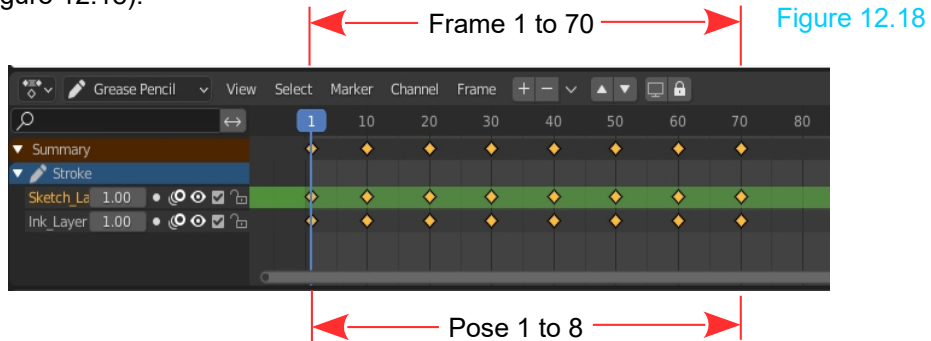 gure 12.18).
Frame 1 to 70
Figure 12.18
Grease Pencil View Select Marker Channel Frame
1 10 20 30 40 50 60 70 80
Summary
Stroke
Sketch_La 1.00
Ink_Layer 1.00
Pose 1 to 8